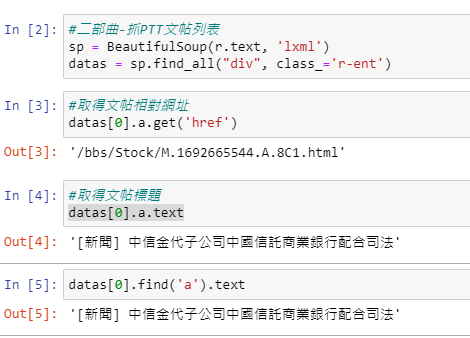 In [2]: #二部曲-抓PTT文帖列表
sp = BeautifulSoup(r.text, 'lxml')
datas = sp.find_all("div", class_='r-ent')
In [3]: #取得文帖相對網址
datas[0].a.get('href')
Out[3]: '/bbs/Stock/M.1692665544.A.8C1.html'
In [4]: #取得文帖標題
datas[0].a.text
Out[4]: '[新聞] 中信金代子公司中國信託商業銀行配合司法'
In [5]: datas[0].find('a').text
Out[5]: '[新聞] 中信金代子公司中國信託商業銀行配合司法'